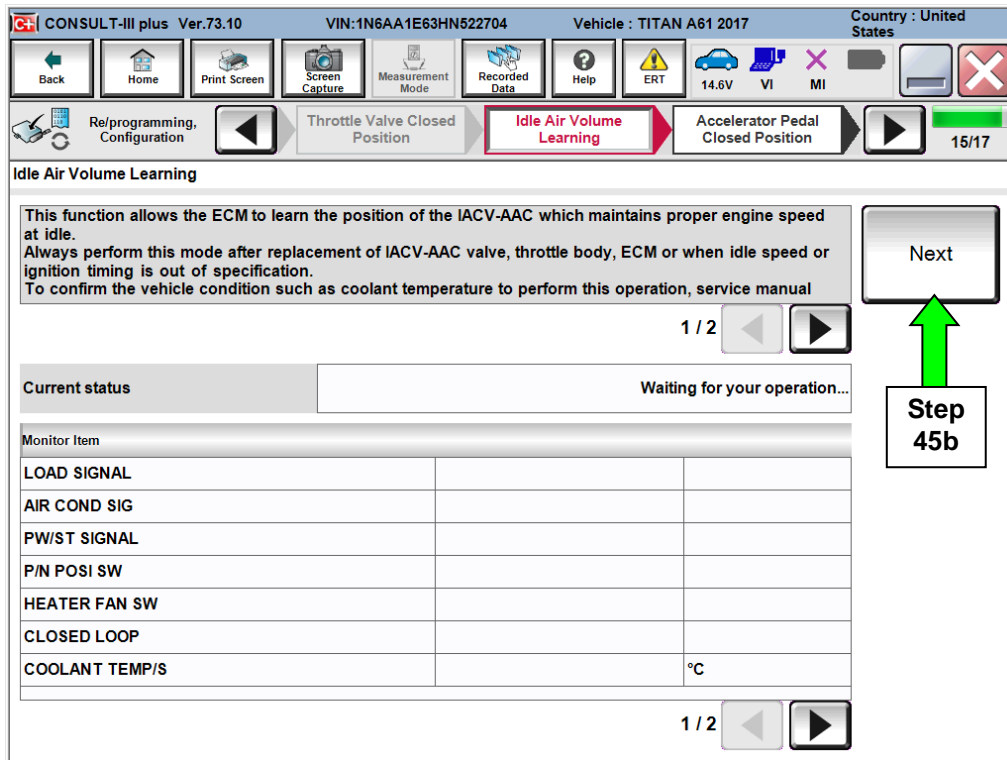 CONSULT-III plus Ver.73.10 VIN:1N6AA1E63HN522704 Vehicle : TITAN A61 2017 Country : United
States
Back Home Print Screen Screen
Capture Measurement
Mode Recorded
Data Help ERT 14.6V VI MI
Re/programming,
Configuration
Throttle Valve Closed
Position
Idle Air Volume
Learning
Accelerator Pedal
Closed Position
15/17
Idle Air Volume Learning
This function allows the ECM to learn the position of the IACV-AAC which maintains proper engine speed
at idle.
Always perform this mode after replacement of IACV-AAC valve, throttle body, ECM or when idle speed or
ignition timing is out of specification.
To confirm the vehicle condition such as coolant temperature to perform this operation, service manual
Next
1 / 2
Current status Waiting for your operation...
Step
45b
Monitor Item
LOAD SIGNAL
AIR COND SIG
PW/ST SIGNAL
P/N POSI SW
HEATER FAN SW
CLOSED LOOP
COOLANT TEMP/S °C
1 / 2